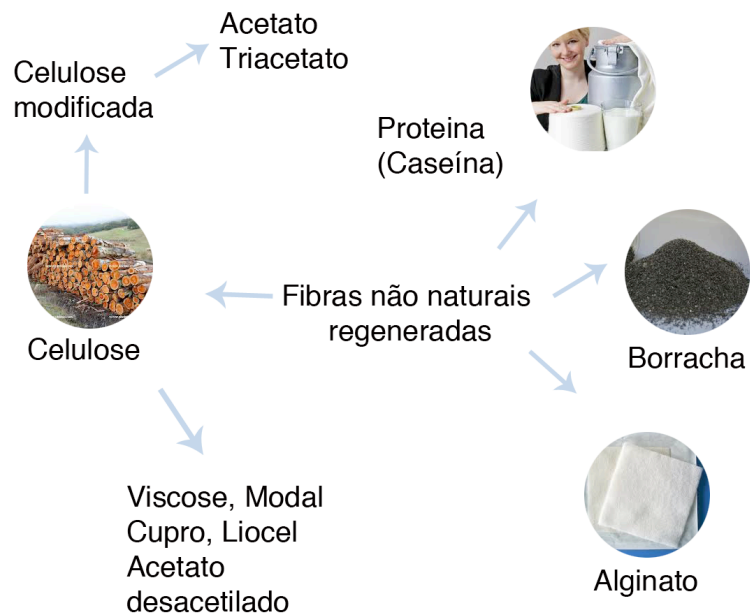 Acetato
Triacetato
Celulose
modificada
Proteina
(Caseína)
Fibras não naturais
regeneradas
Celulose
Borracha
Viscose, Modal
Cupro, Liocel
Acetato
desacetilado
Alginato